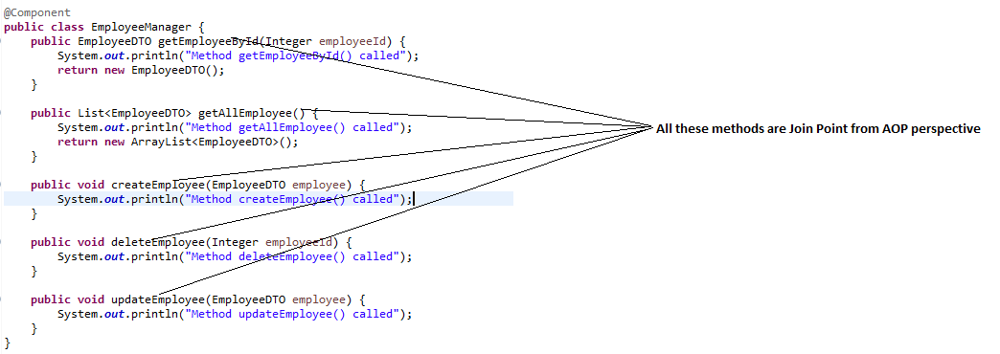 @Component
public class EmployeeManager {
public EmployeeDTO getEmployeeById(Integer employeeId) {
System.out.println("Method getEmployeeById() called");
return new EmployeeDTO();
}
public List<EmployeeDTO> getAllEmployee() {
System.out.println("Method getAllEmployee() called");
return new ArrayList<EmployeeDTO>();
}
All these methods are Join Point from AOP perspective
public void createEmployee(EmployeeDTO employee) {
System.out.println("Method createEmployee() called");
}
public void deleteEmployee(Integer employeeId) {
System.out.println("Method deleteEmployee() called");
}
public void updateEmployee(EmployeeDTO employee) {
System.out.println("Method updateEmployee() called");
}
}